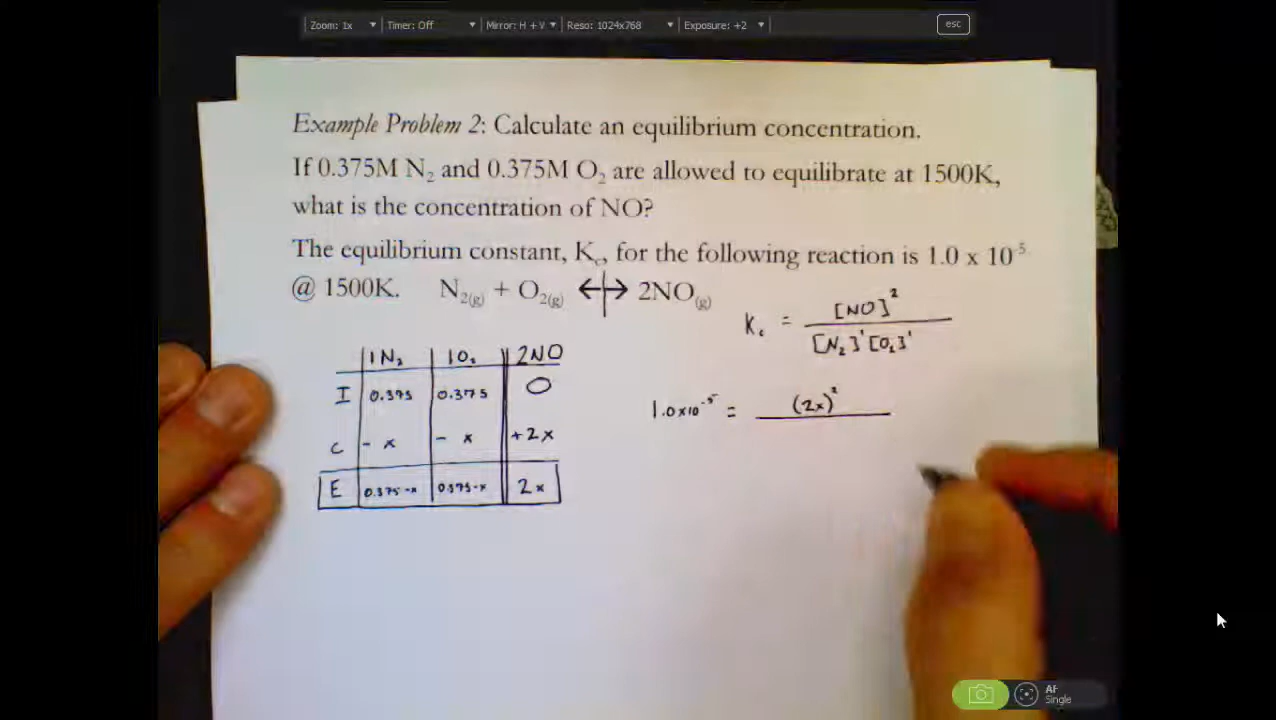 Zoom: 1x Timer: Off Mirror: H + V Reso: 1024x768 Exposure: +2 esc
Example Problem 2: Calculate an equilibrium concentration.
If 0.375M N₂ and 0.375M O₂ are allowed to equilibrate at 1500K,
what is the concentration of NO?
The equilibrium constant, K꜀, for the following reaction is 1.0 x 10⁻⁵
@ 1500K. N₂(g) + O₂(g) ↔ 2NO(g)
K꜀ = [NO]² / [N₂]¹[O₂]¹
1N₂ 1O₂ 2NO
I 0.375 0.375 0
1.0x10⁻⁵ = (2x)²
C - x - x +2x
E 0.375-x 0.375-x 2x
AF
Single